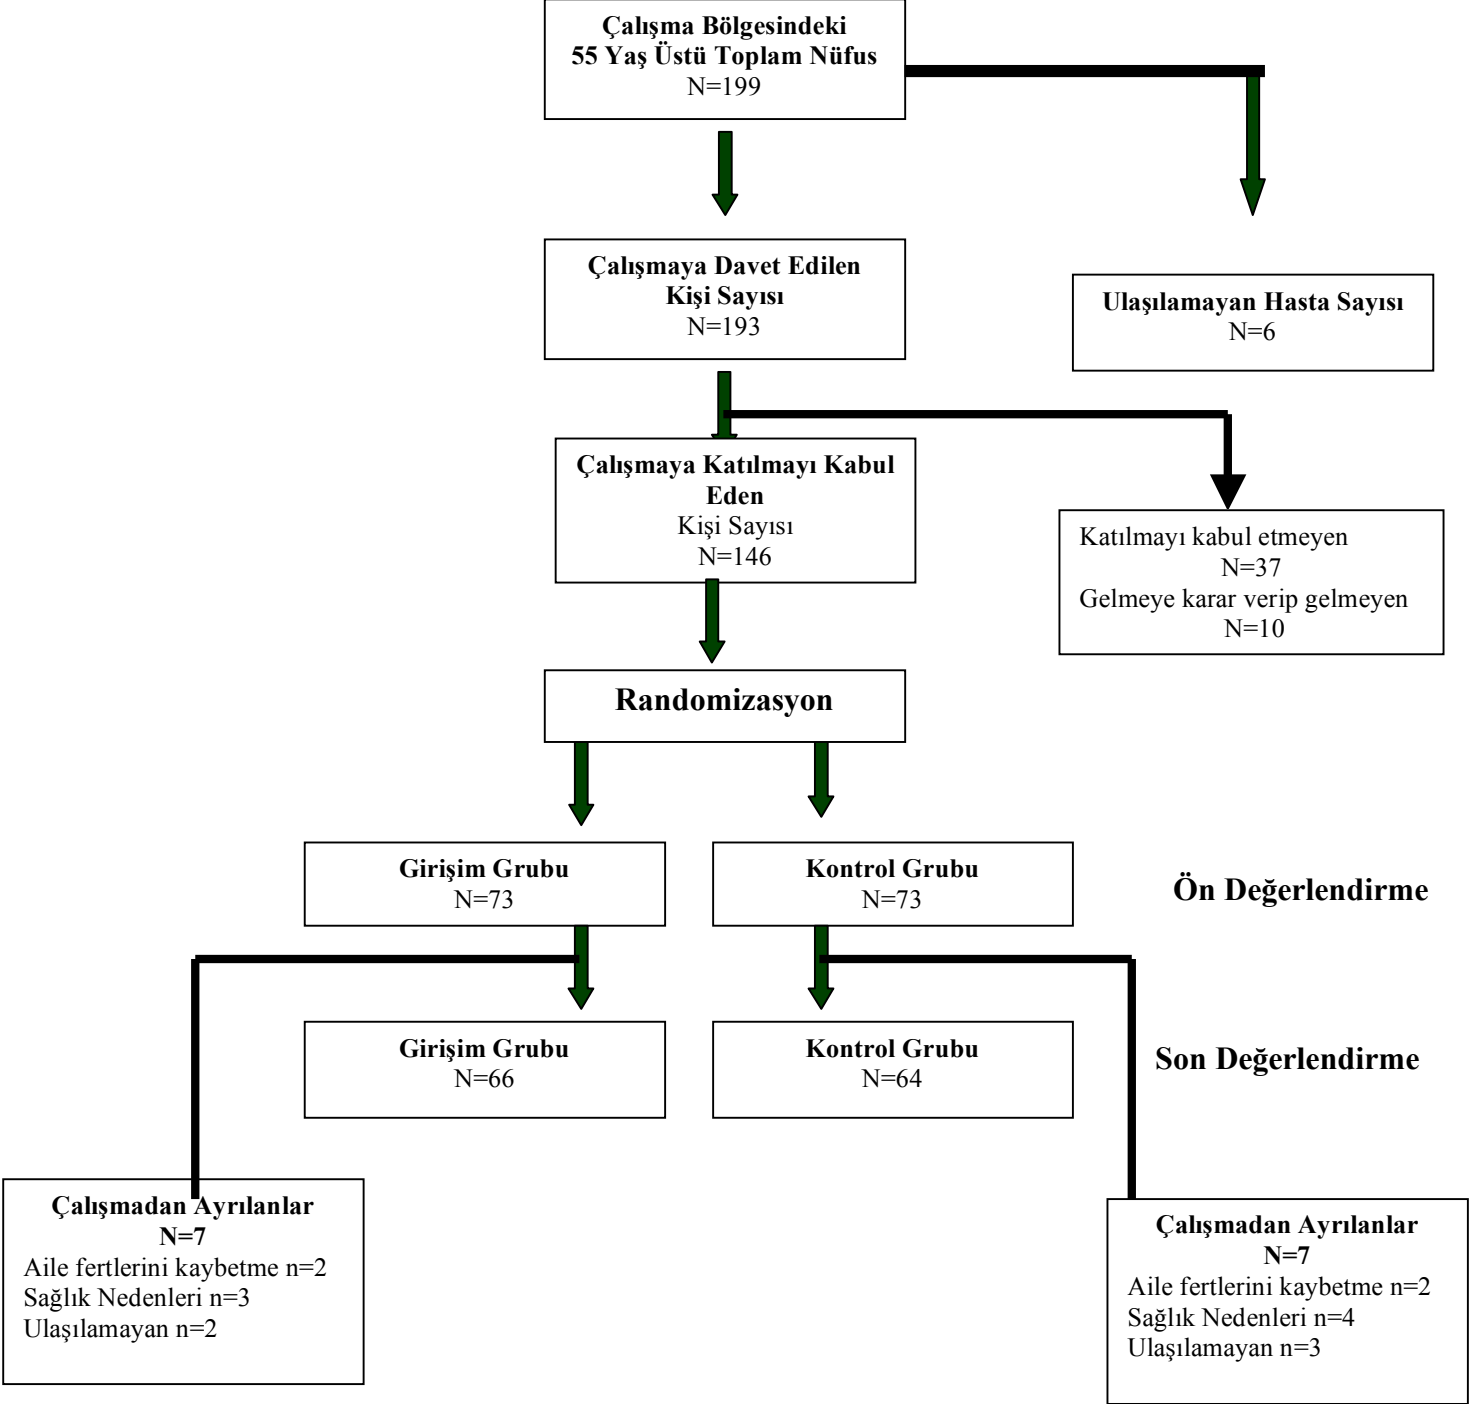 Çalışma Bölgesindeki
55 Yaş Üstü Toplam Nüfus
N=199
Çalışmaya Davet Edilen
Kişi Sayısı
N=193
Ulaşılamayan Hasta Sayısı
N=6
Çalışmaya Katılmayı Kabul
Eden
Kişi Sayısı
N=146
Katılmayı kabul etmeyen
N=37
Gelmeye karar verip gelmeyen
N=10
Randomizasyon
Girişim Grubu
N=73
Kontrol Grubu
N=73
Ön Değerlendirme
Girişim Grubu
N=66
Kontrol Grubu
N=64
Son Değerlendirme
Çalışmadan Ayrılanlar
N=7
Aile fertlerini kaybetme n=2
Sağlık Nedenleri n=3
Ulaşılamayan n=2
Çalışmadan Ayrılanlar
N=7
Aile fertlerini kaybetme n=2
Sağlık Nedenleri n=4
Ulaşılamayan n=3